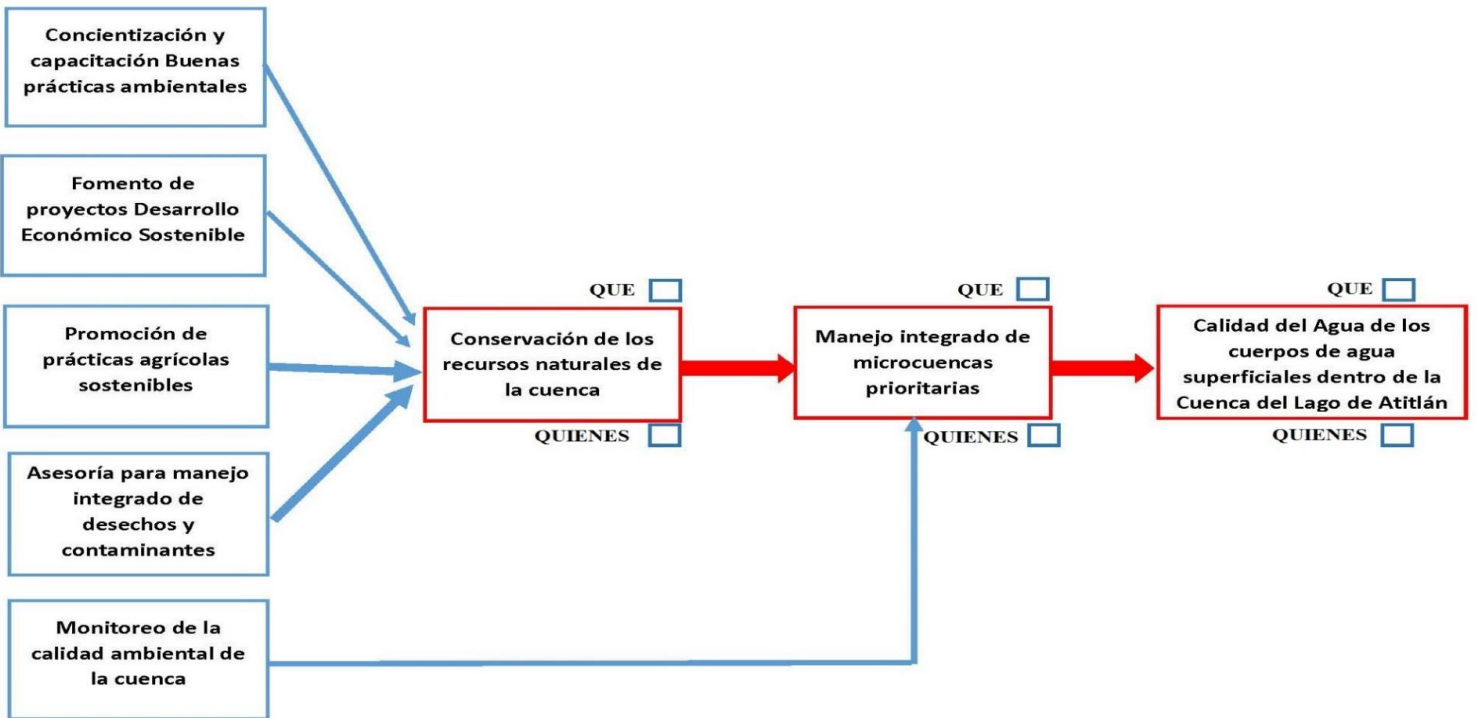 Concientización y
capacitación Buenas
prácticas ambientales
Fomento de
proyectos Desarrollo
Económico Sostenible
Promoción de
prácticas agrícolas
sostenibles
Asesoría para manejo
integrado de
desechos y
contaminantes
Monitoreo de la
calidad ambiental de
la cuenca
QUE
Conservación de los
recursos naturales de
la cuenca
QUIENES
QUE
Manejo integrado de
microcuencas
prioritarias
QUIENES
QUE
Calidad del Agua de los
cuerpos de agua
superficiales dentro de la
Cuenca del Lago de Atitlán
QUIENES